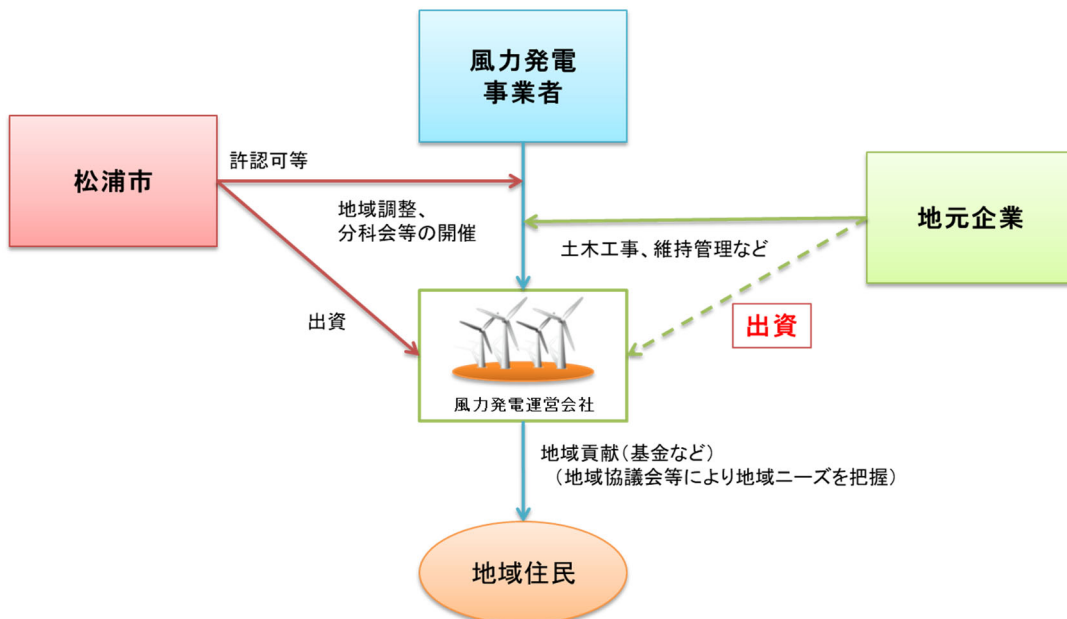 風力発電
事業者
松浦市
許認可等
地域調整、
分科会等の開催
地元企業
土木工事、維持管理など
出資
出資
風力発電運営会社
地域貢献(基金など)
(地域協議会等により地域ニーズを把握)
地域住民